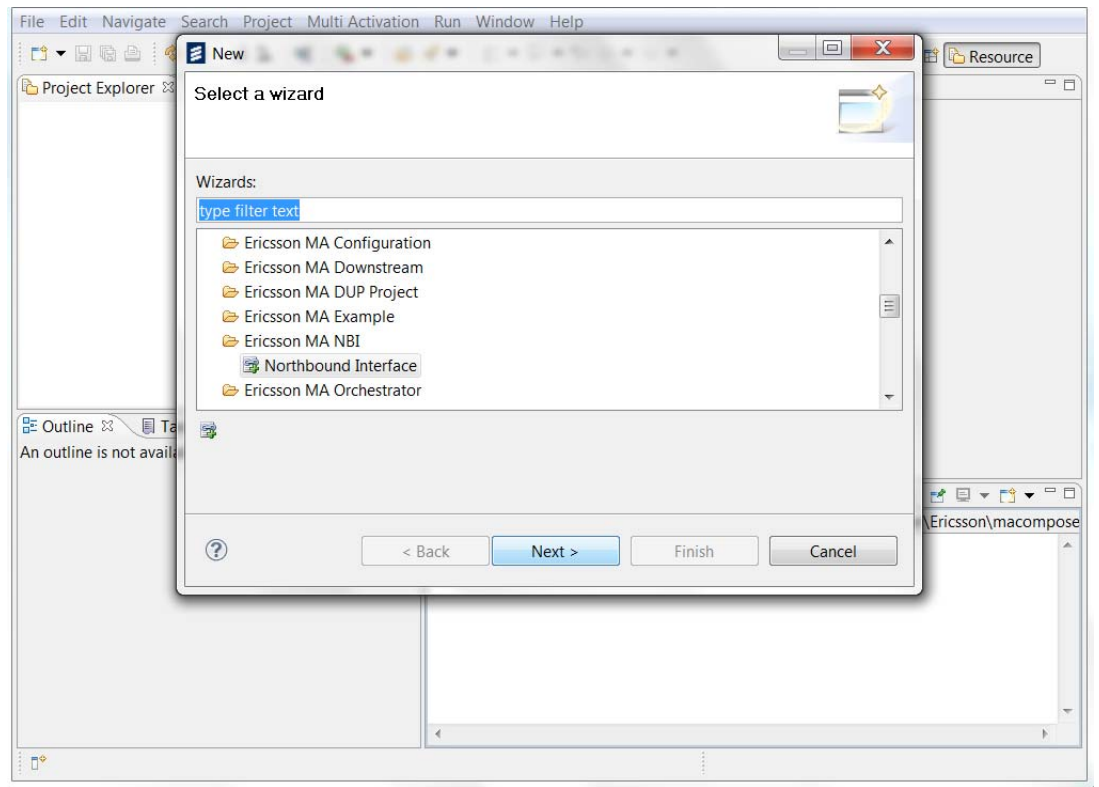 File Edit Navigate Search Project Multi Activation Run Window Help
New
Resource
Project Explorer
Select a wizard
Wizards:
type filter text
Ericsson MA Configuration
Ericsson MA Downstream
Ericsson MA DUP Project
Ericsson MA Example
Ericsson MA NBI
Northbound Interface
Ericsson MA Orchestrator
Outline
Ta
An outline is not availa
\Ericsson\macompose
< Back Next > Finish Cancel